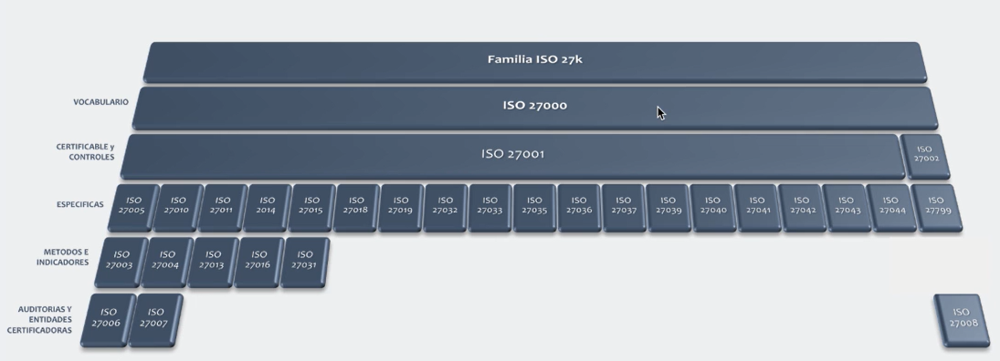 Familia ISO 27k
VOCABULARIO
ISO 27000
CERTIFICABLE y
CONTROLES
ISO 27001
ISO
27002
ESPECIFICAS
ISO
27005
ISO
27010
ISO
27011
ISO
2014
ISO
27015
ISO
27018
ISO
27019
ISO
27032
ISO
27033
ISO
27035
ISO
27036
ISO
27037
ISO
27039
ISO
27040
ISO
27041
ISO
27042
ISO
27043
ISO
27044
ISO
27799
METODOS E
INDICADORES
ISO
27003
ISO
27004
ISO
27013
ISO
27016
ISO
27031
AUDITORIAS Y
ENTIDADES
CERTIFICADORAS
ISO
27006
ISO
27007
ISO
27008